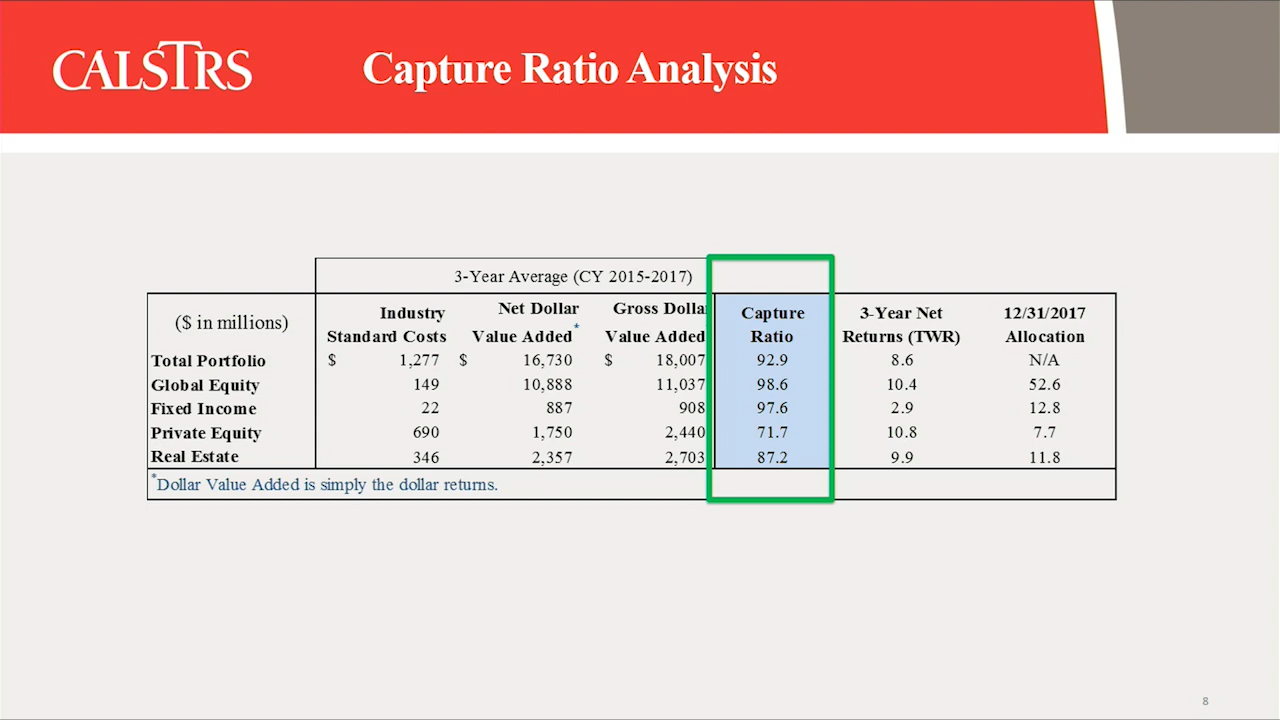 CALSTRS
Capture Ratio Analysis
3-Year Average (CY 2015-2017)
($ in millions) Industry Standard Costs Net Dollar Value Added* Gross Dollar Value Added Capture Ratio 3-Year Net Returns (TWR) 12/31/2017 Allocation
Total Portfolio $ 1,277 $ 16,730 $ 18,007 92.9 8.6 N/A
Global Equity 149 10,888 11,037 98.6 10.4 52.6
Fixed Income 22 887 908 97.6 2.9 12.8
Private Equity 690 1,750 2,440 71.7 10.8 7.7
Real Estate 346 2,357 2,703 87.2 9.9 11.8
*Dollar Value Added is simply the dollar returns.
8